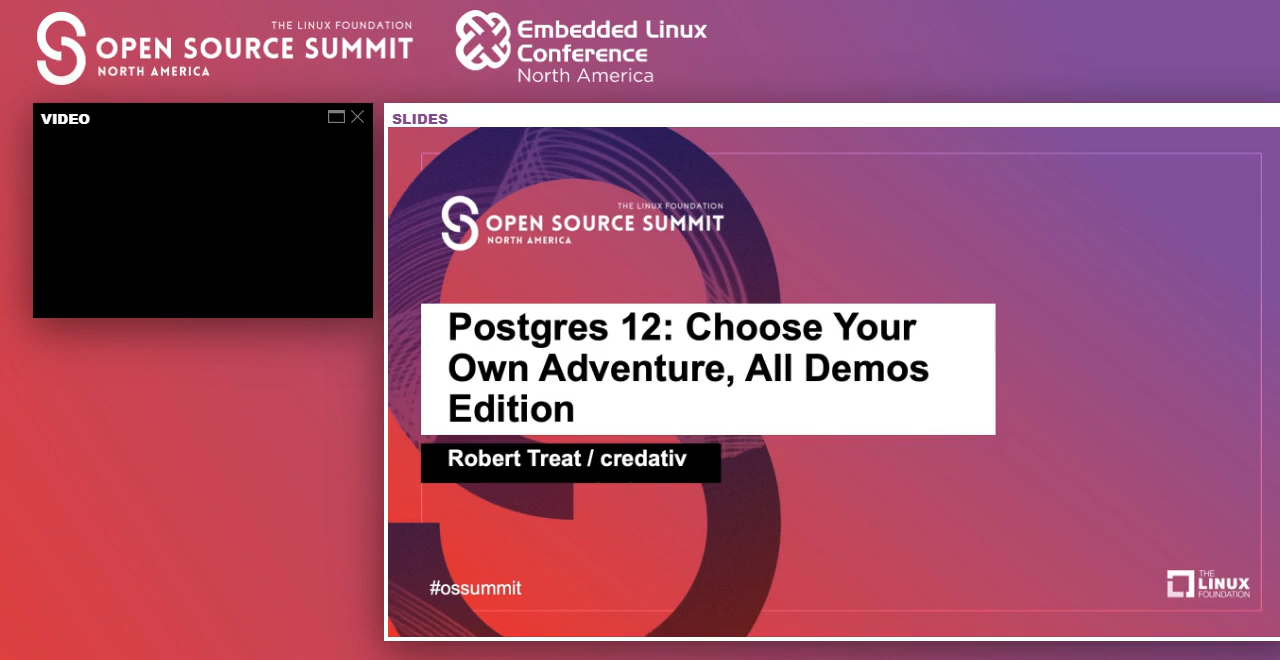 THE LINUX FOUNDATION
OPEN SOURCE SUMMIT
NORTH AMERICA
Embedded Linux
Conference
North America
VIDEO
SLIDES
THE LINUX FOUNDATION
OPEN SOURCE SUMMIT
NORTH AMERICA
Postgres 12: Choose Your
Own Adventure, All Demos
Edition
Robert Treat / credativ
#ossummit
THE
LINUX
FOUNDATION